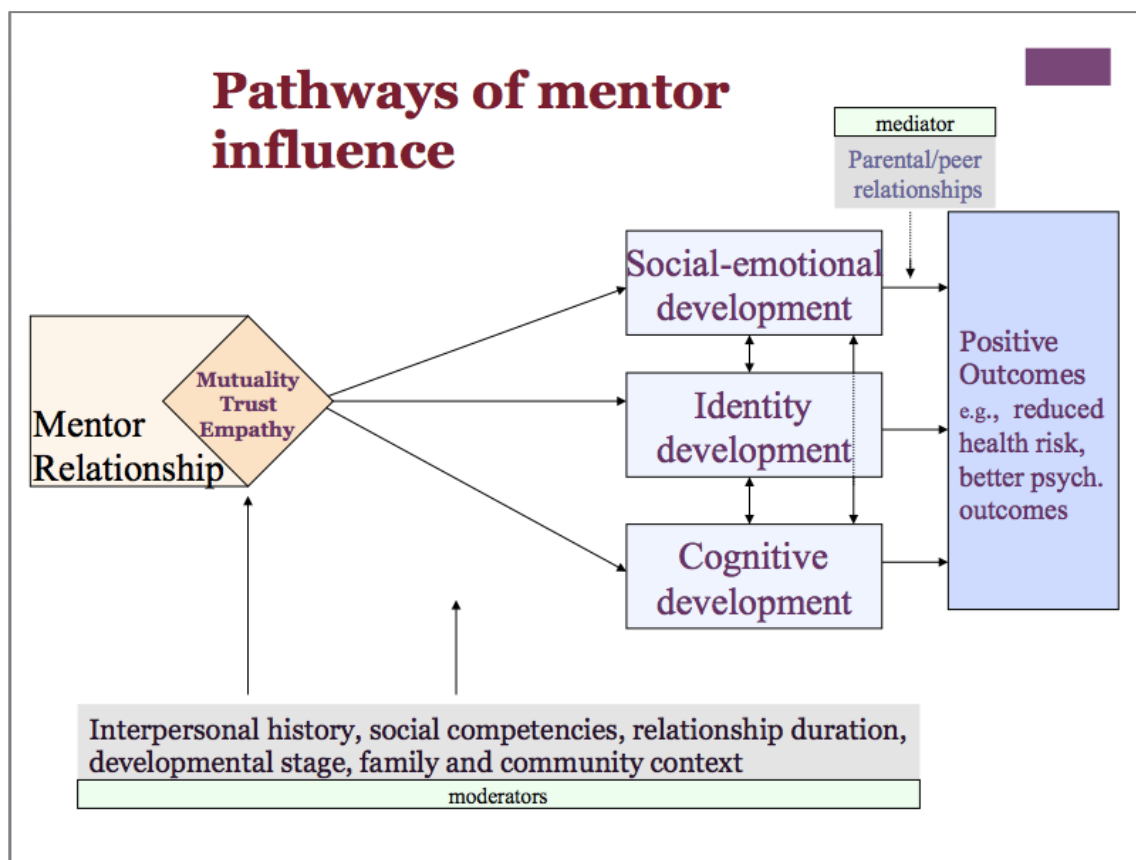 Pathways of mentor
influence
mediator
Parental/peer
relationships
Social-emotional
development
Mutuality
Trust
Empathy
Mentor
Relationship
Identity
development
Cognitive
development
Positive
Outcomes
e.g., reduced
health risk,
better psych.
outcomes
Interpersonal history, social competencies, relationship duration,
developmental stage, family and community context
moderators